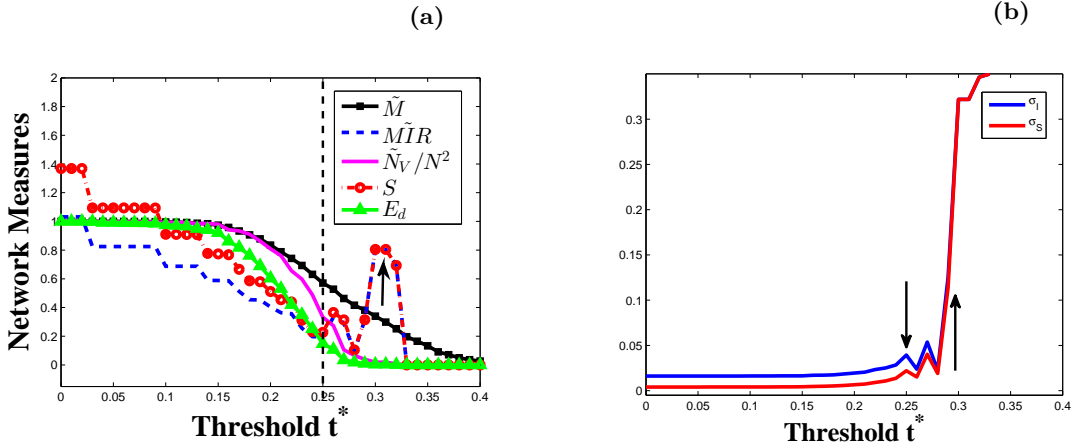 (a)
Network Measures
2
1.8
1.6
1.4
1.2
1
0.8
0.6
0.4
0.2
0
0 0.05 0.1 0.15 0.2 0.25 0.3 0.35 0.4
Threshold t*
M̃
MĨR
Ñ_V/N²
S
E_d
(b)
0.35
0.3
0.25
0.2
0.15
0.1
0.05
0
0 0.05 0.1 0.15 0.2 0.25 0.3 0.35 0.4
Threshold t*
σ_I
σ_S